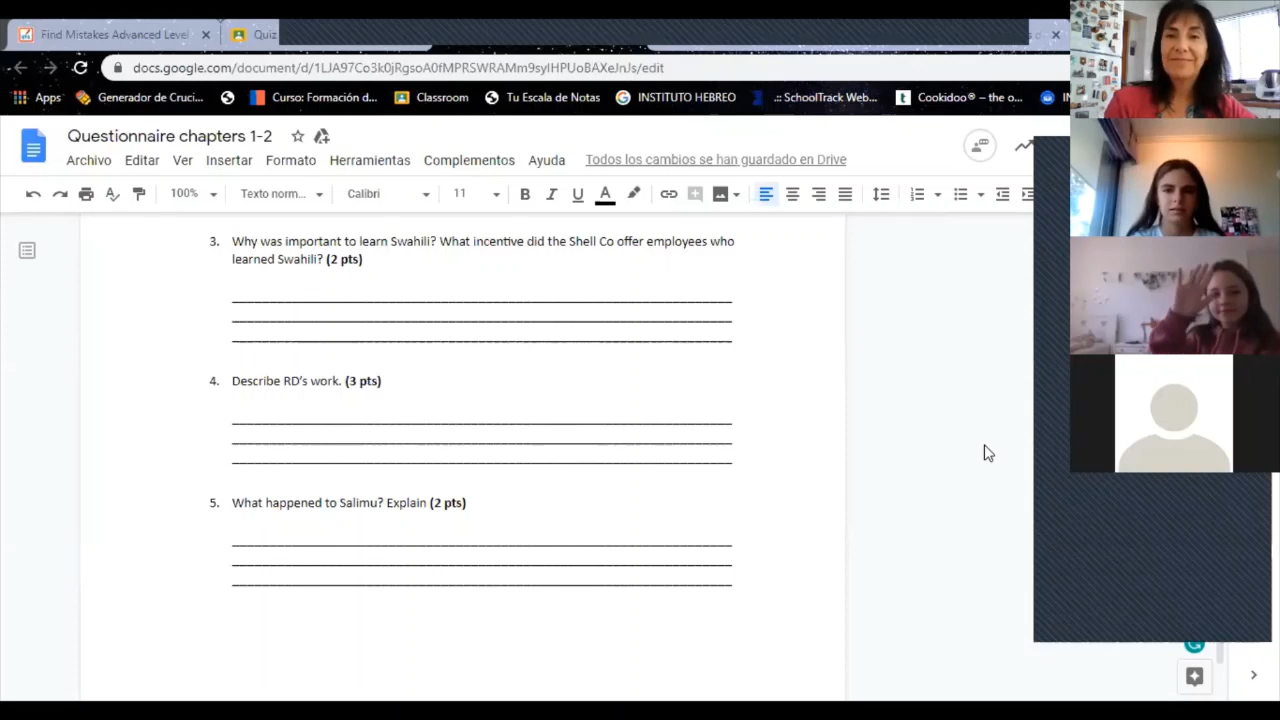 Find Mistakes Advanced Level
Quiz
docs.google.com/document/d/
Apps
Generador de Cruci...
Curso: Formación d...
Classroom
Tu Escala de Notas
INSTITUTO HEBREO
.:: SchoolTrack Web...
Cookidoo® – the o...
Questionnaire chapters 1-2
Archivo Editar Ver Insertar Formato Herramientas Complementos Ayuda Todos los cambios se han guardado en Drive
100% Texto norm... Calibri 11 B I U A
3. Why was important to learn Swahili? What incentive did the Shell Co offer employees who
learned Swahili? (2 pts)
4. Describe RD's work. (3 pts)
5. What happened to Salimu? Explain (2 pts)